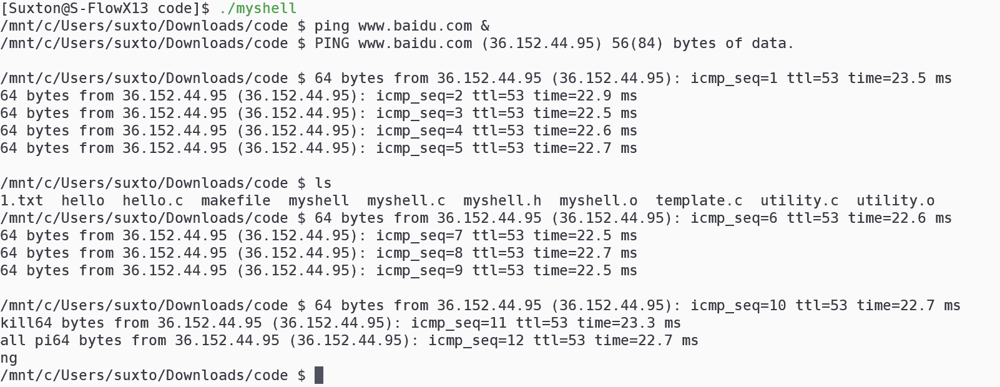 [Suxton@S-FlowX13 code]$ ./myshell
/mnt/c/Users/suxto/Downloads/code $ ping www.baidu.com &
/mnt/c/Users/suxto/Downloads/code $ PING www.baidu.com (36.152.44.95) 56(84) bytes of data.
/mnt/c/Users/suxto/Downloads/code $ 64 bytes from 36.152.44.95 (36.152.44.95): icmp_seq=1 ttl=53 time=23.5 ms
64 bytes from 36.152.44.95 (36.152.44.95): icmp_seq=2 ttl=53 time=22.9 ms
64 bytes from 36.152.44.95 (36.152.44.95): icmp_seq=3 ttl=53 time=22.5 ms
64 bytes from 36.152.44.95 (36.152.44.95): icmp_seq=4 ttl=53 time=22.6 ms
64 bytes from 36.152.44.95 (36.152.44.95): icmp_seq=5 ttl=53 time=22.7 ms
/mnt/c/Users/suxto/Downloads/code $ ls
1.txt  hello  hello.c  makefile  myshell  myshell.c  myshell.h  myshell.o  template.c  utility.c  utility.o
/mnt/c/Users/suxto/Downloads/code $ 64 bytes from 36.152.44.95 (36.152.44.95): icmp_seq=6 ttl=53 time=22.6 ms
64 bytes from 36.152.44.95 (36.152.44.95): icmp_seq=7 ttl=53 time=22.5 ms
64 bytes from 36.152.44.95 (36.152.44.95): icmp_seq=8 ttl=53 time=22.7 ms
64 bytes from 36.152.44.95 (36.152.44.95): icmp_seq=9 ttl=53 time=22.5 ms
/mnt/c/Users/suxto/Downloads/code $ 64 bytes from 36.152.44.95 (36.152.44.95): icmp_seq=10 ttl=53 time=22.7 ms
kill64 bytes from 36.152.44.95 (36.152.44.95): icmp_seq=11 ttl=53 time=23.3 ms
all pi64 bytes from 36.152.44.95 (36.152.44.95): icmp_seq=12 ttl=53 time=22.7 ms
ng
/mnt/c/Users/suxto/Downloads/code $